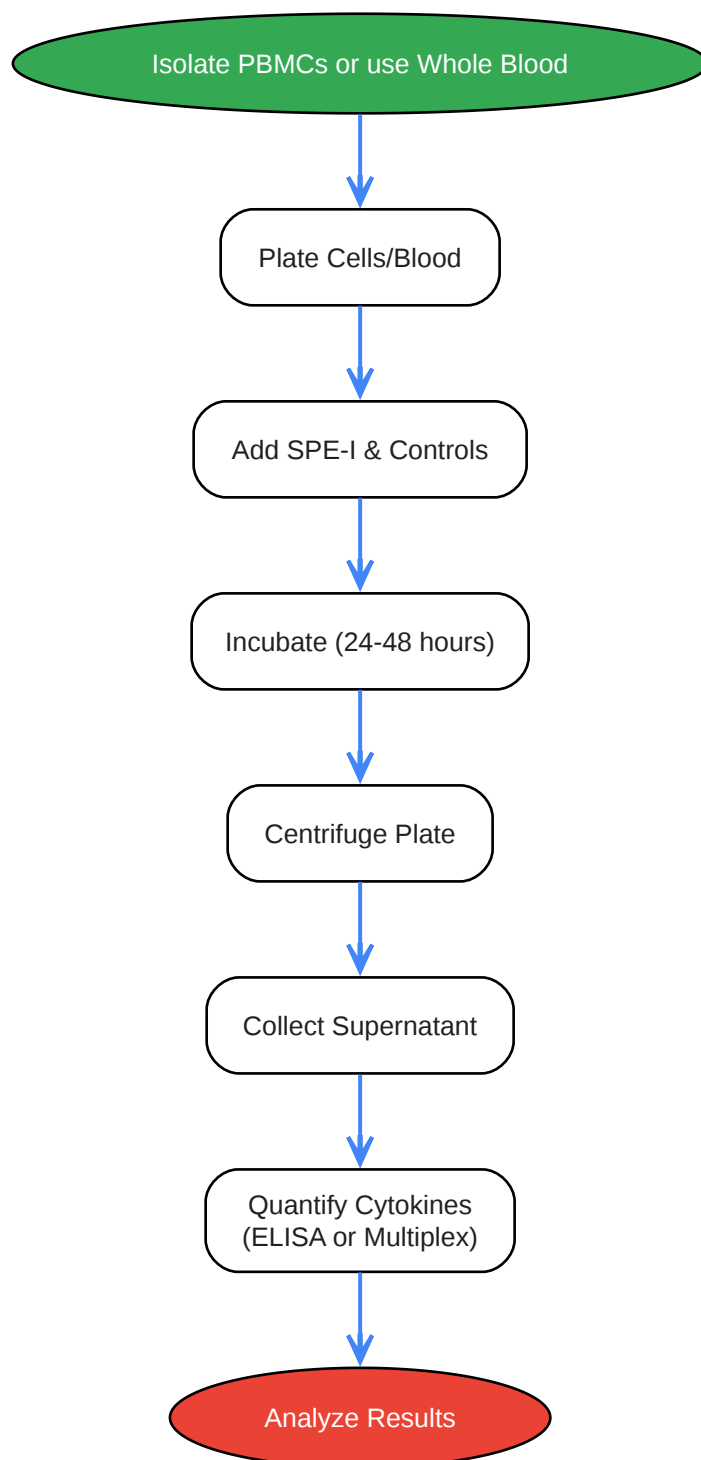 Isolate PBMCs or use Whole Blood
Plate Cells/Blood
Add SPE-I & Controls
Incubate (24-48 hours)
Centrifuge Plate
Collect Supernatant
Quantify Cytokines
(ELISA or Multiplex)
Analyze Results